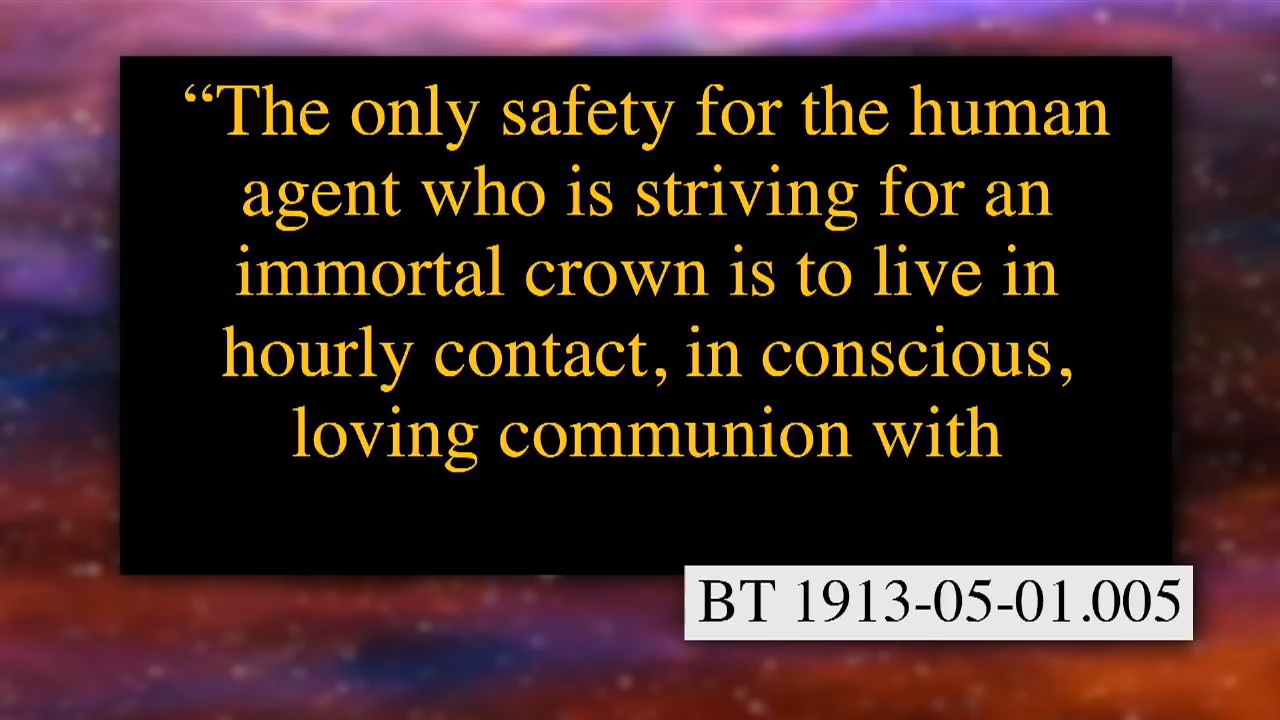 “The only safety for the human
agent who is striving for an
immortal crown is to live in
hourly contact, in conscious,
loving communion with
BT 1913-05-01.005